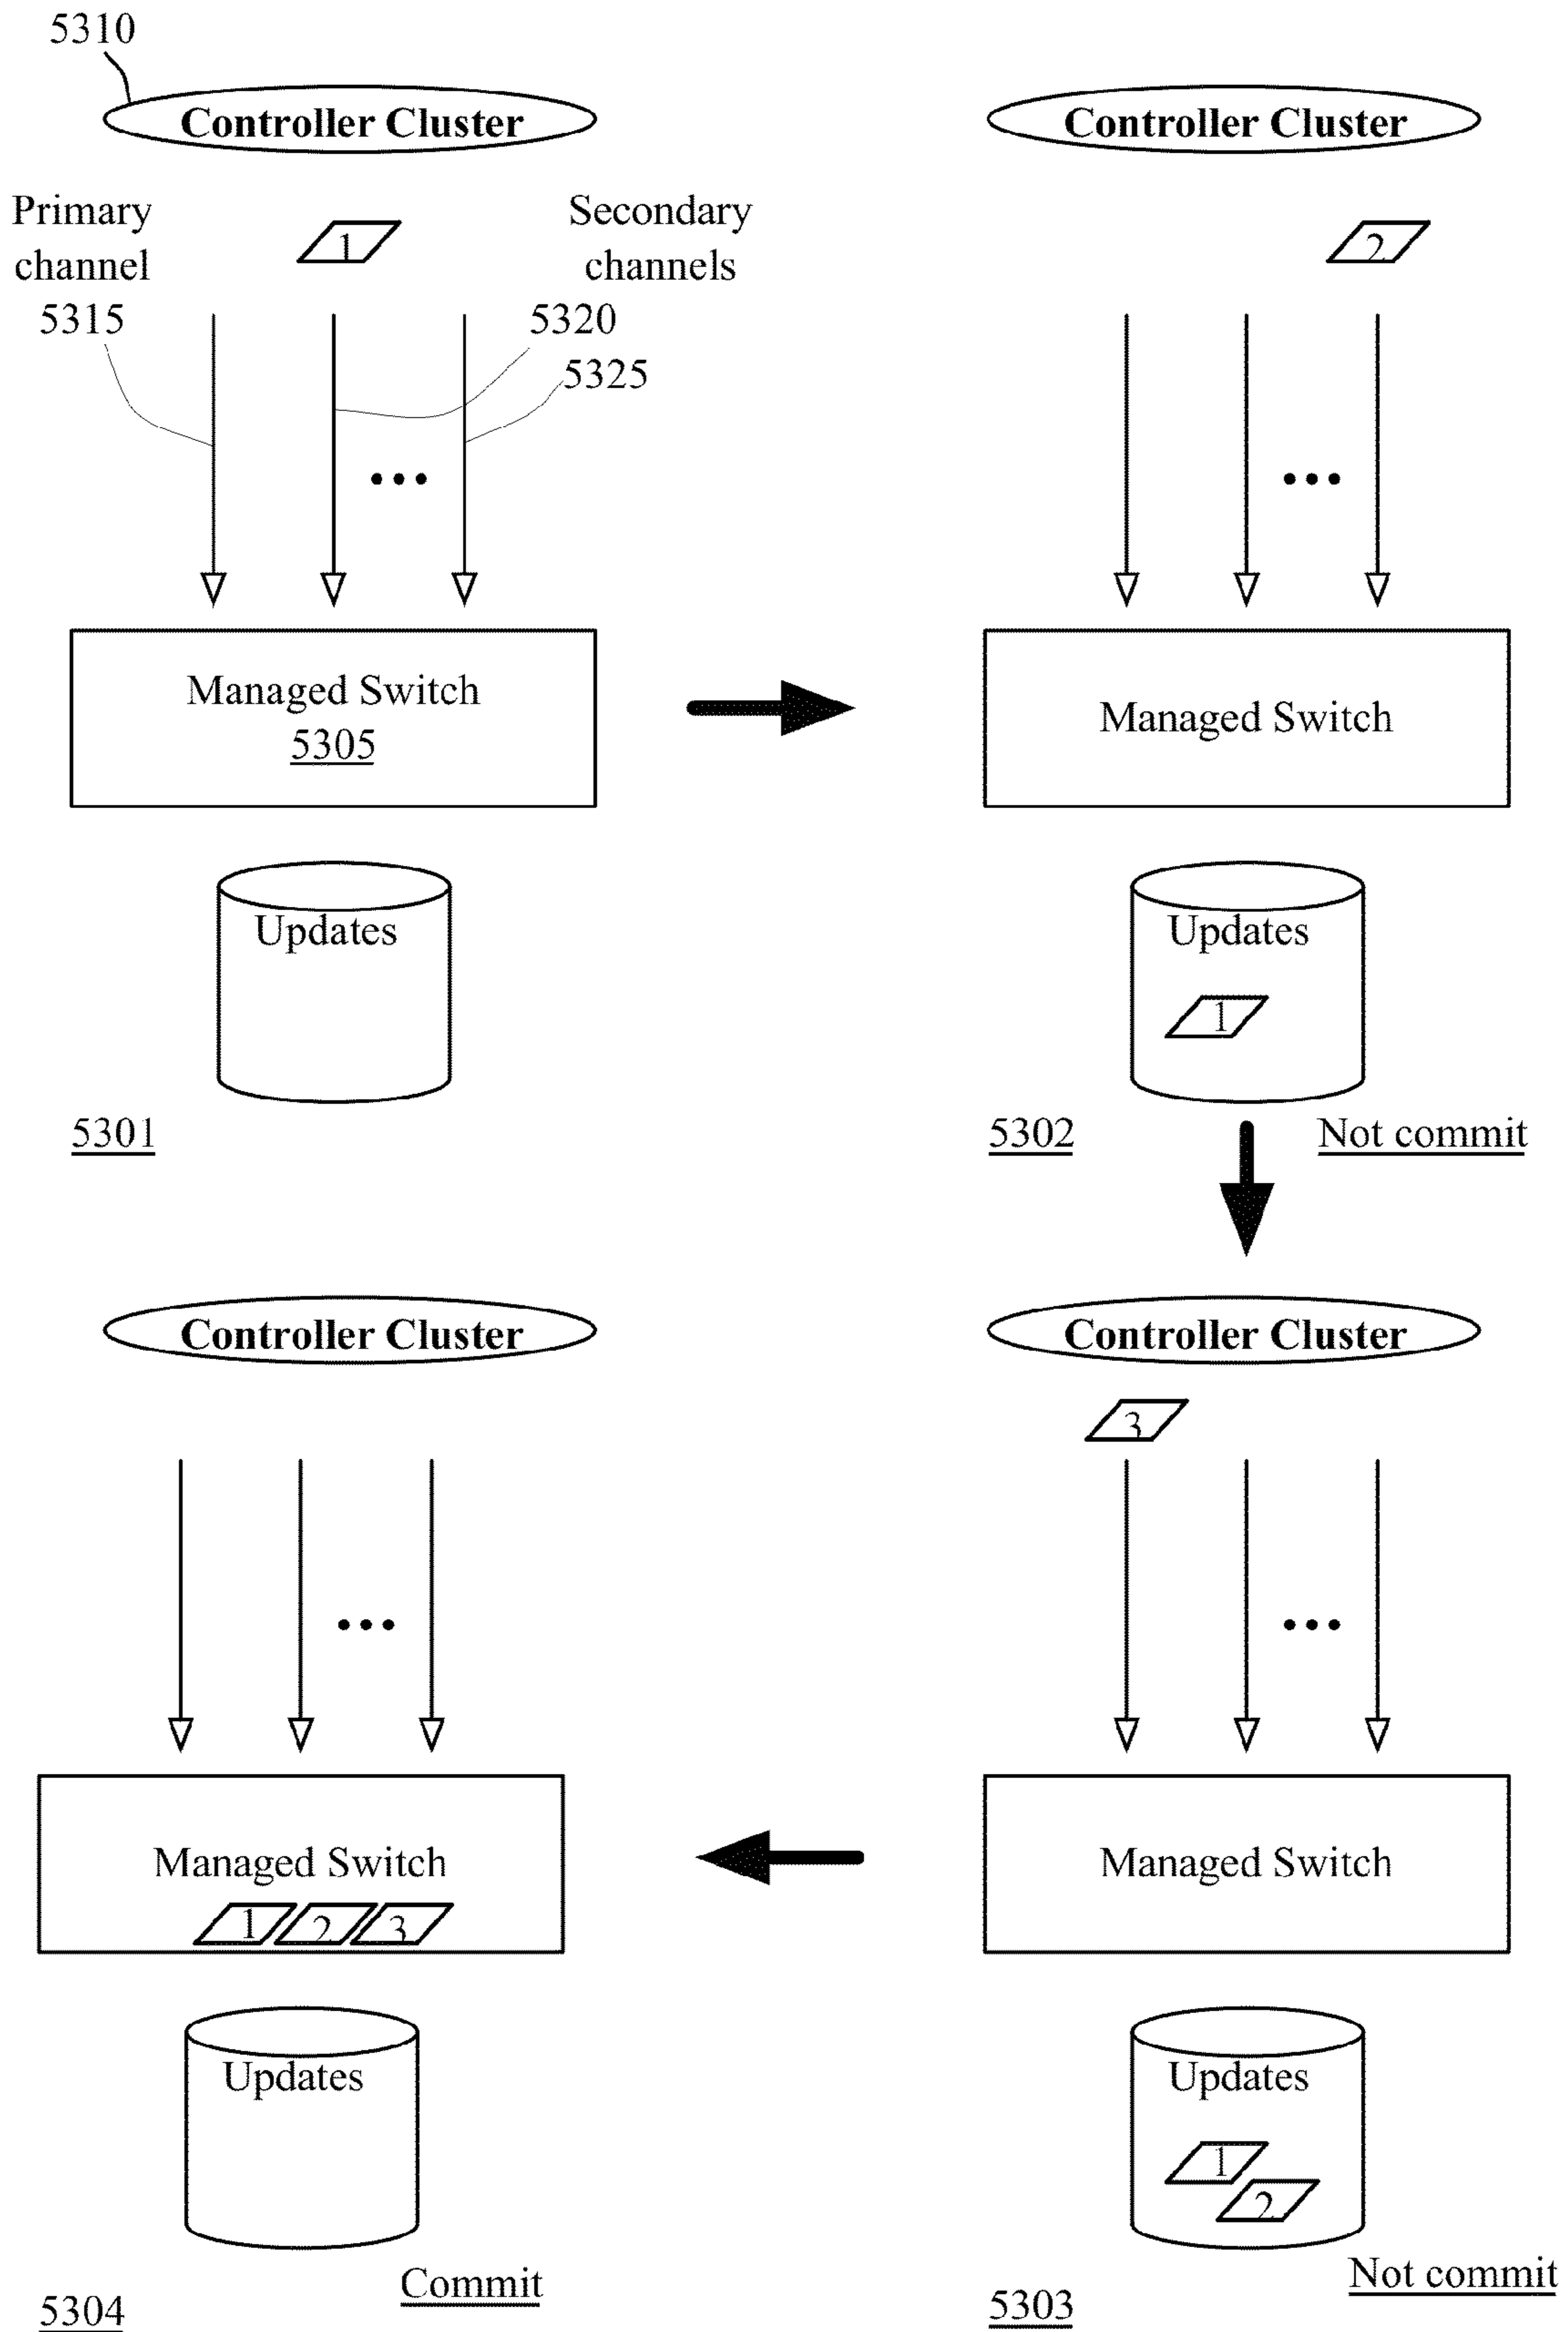 5310
Controller Cluster
Primary
channel
5315
1
Secondary
channels
5320
5325
Managed Switch
5305
Updates
5301
Controller Cluster
2
Managed Switch
Updates
1
5302
Not commit
Controller Cluster
3
Managed Switch
Updates
1
2
Not commit
5303
Controller Cluster
Managed Switch
1 2 3
Updates
Commit
5304